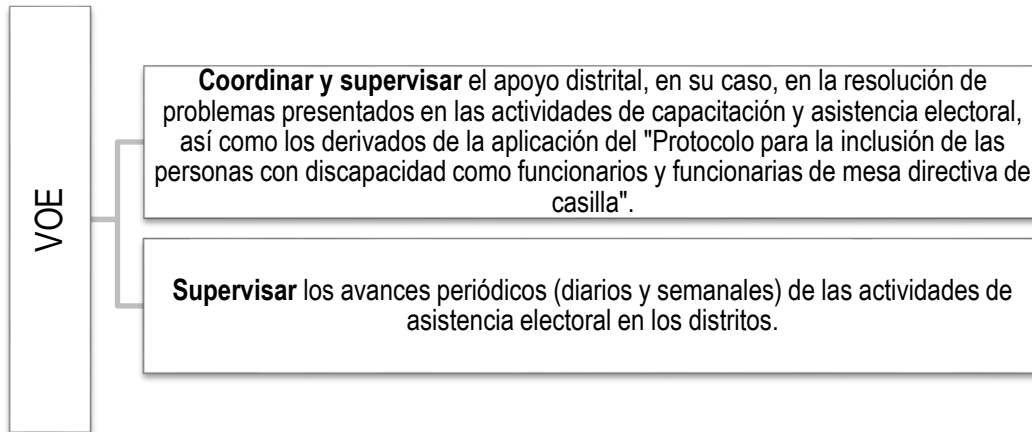 VOE
Coordinar y supervisar el apoyo distrital, en su caso, en la resolución de
problemas presentados en las actividades de capacitación y asistencia electoral,
así como los derivados de la aplicación del "Protocolo para la inclusión de las
personas con discapacidad como funcionarios y funcionarias de mesa directiva de
casilla".
Supervisar los avances periódicos (diarios y semanales) de las actividades de
asistencia electoral en los distritos.